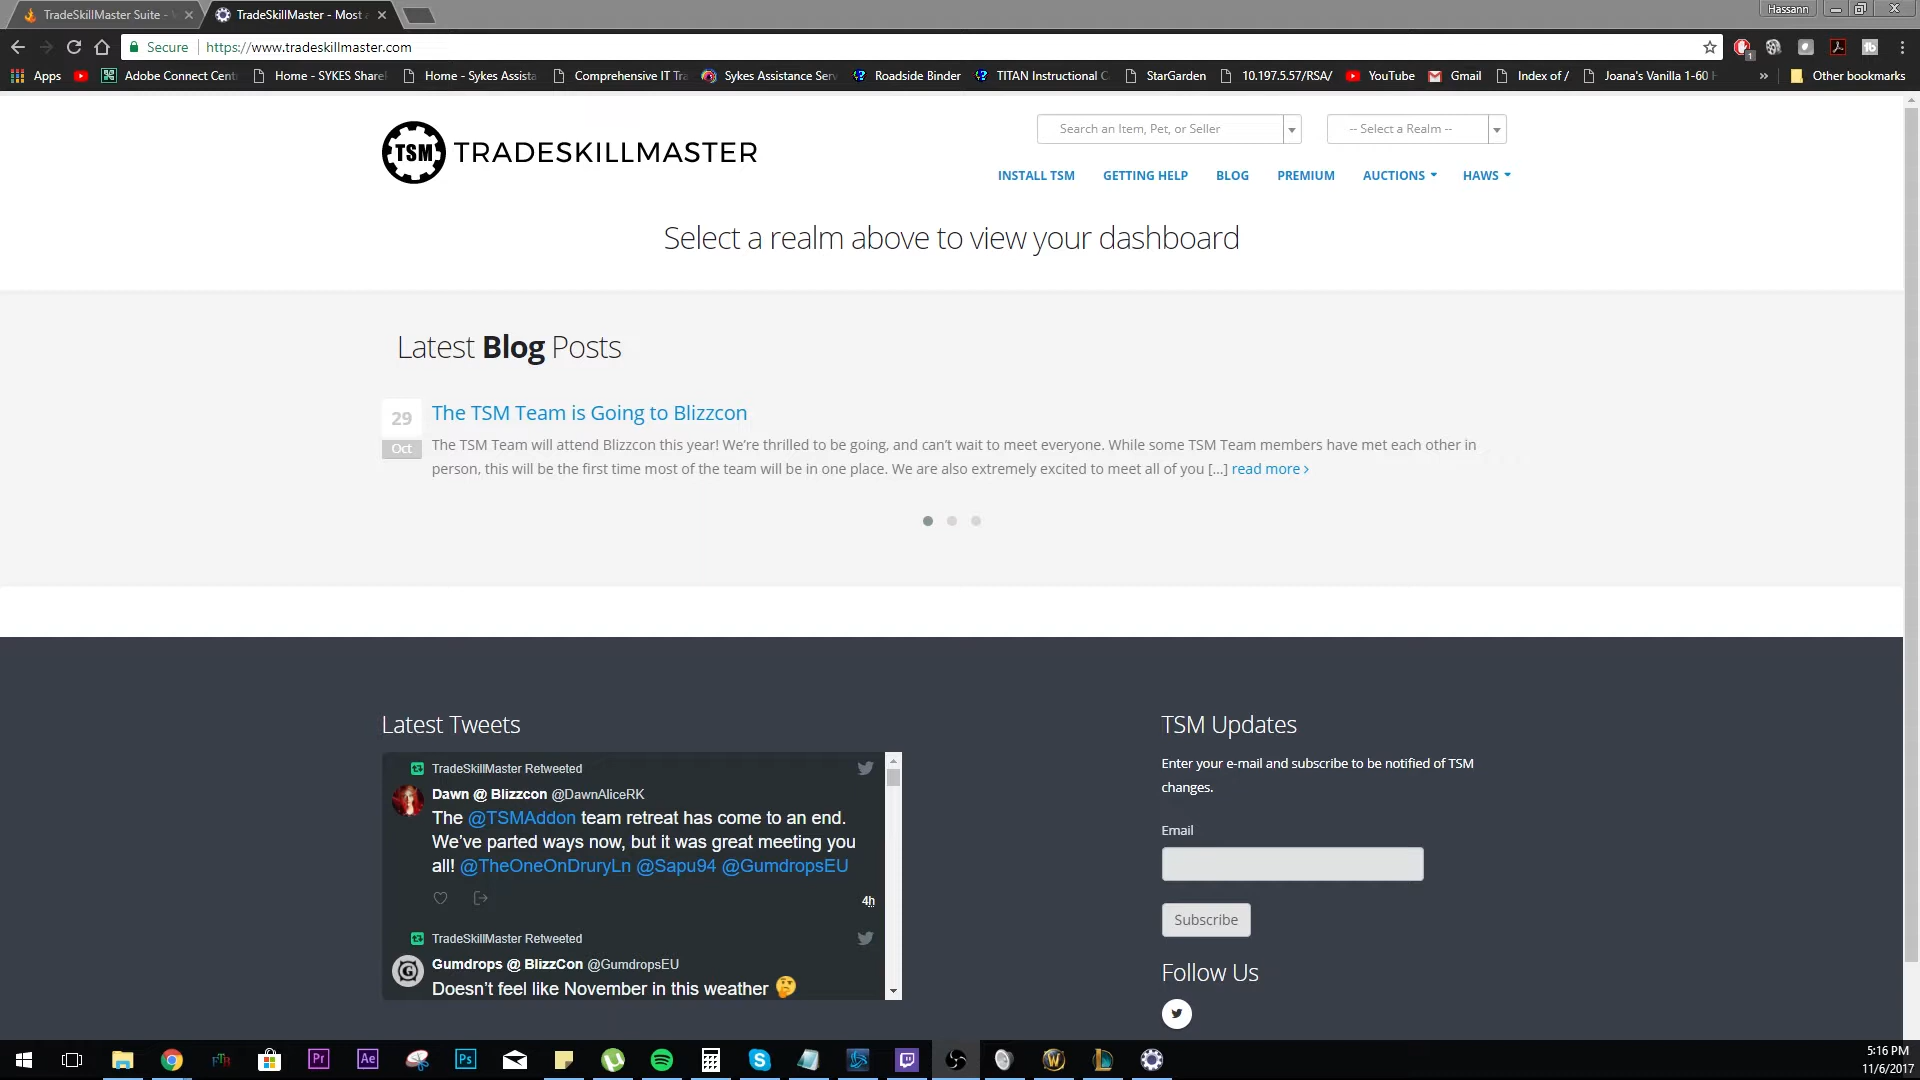 TradeSkillMaster Suite -
TradeSkillMaster - Most
Hassann
Secure
https://www.tradeskillmaster.com
1
Apps
Adobe Connect Cent
Home - SYKES Share
Home - Sykes Assista
Comprehensive IT Tra
Sykes Assistance Serv
Roadside Binder
TITAN Instructional C
StarGarden
10.197.5.57/RSA/
YouTube
Gmail
Index of /
Joana's Vanilla 1-60
»
Other bookmarks
TSM
TRADESKILLMASTER
Search an Item, Pet, or Seller
-- Select a Realm --
INSTALL TSM
GETTING HELP
BLOG
PREMIUM
AUCTIONS
HAWS
Select a realm above to view your dashboard
Latest Blog Posts
29
Oct
The TSM Team is Going to Blizzcon
The TSM Team will attend Blizzcon this year! We're thrilled to be going, and can't wait to meet everyone. While some TSM Team members have met each other in
person, this will be the first time most of the team will be in one place. We are also extremely excited to meet all of you [...] read more ›
Latest Tweets
TradeSkillMaster Retweeted
Dawn @ Blizzcon @DawnAliceRK
The @TSMAddon team retreat has come to an end.
We've parted ways now, but it was great meeting you
all! @TheOneOnDruryLn @Sapu94 @GumdropsEU
4h
TradeSkillMaster Retweeted
Gumdrops @ BlizzCon @GumdropsEU
Doesn't feel like November in this weather 🤔
TSM Updates
Enter your e-mail and subscribe to be notified of TSM
changes.
Email
Subscribe
Follow Us
Pr
Ae
Ps
5:16 PM
11/6/2017